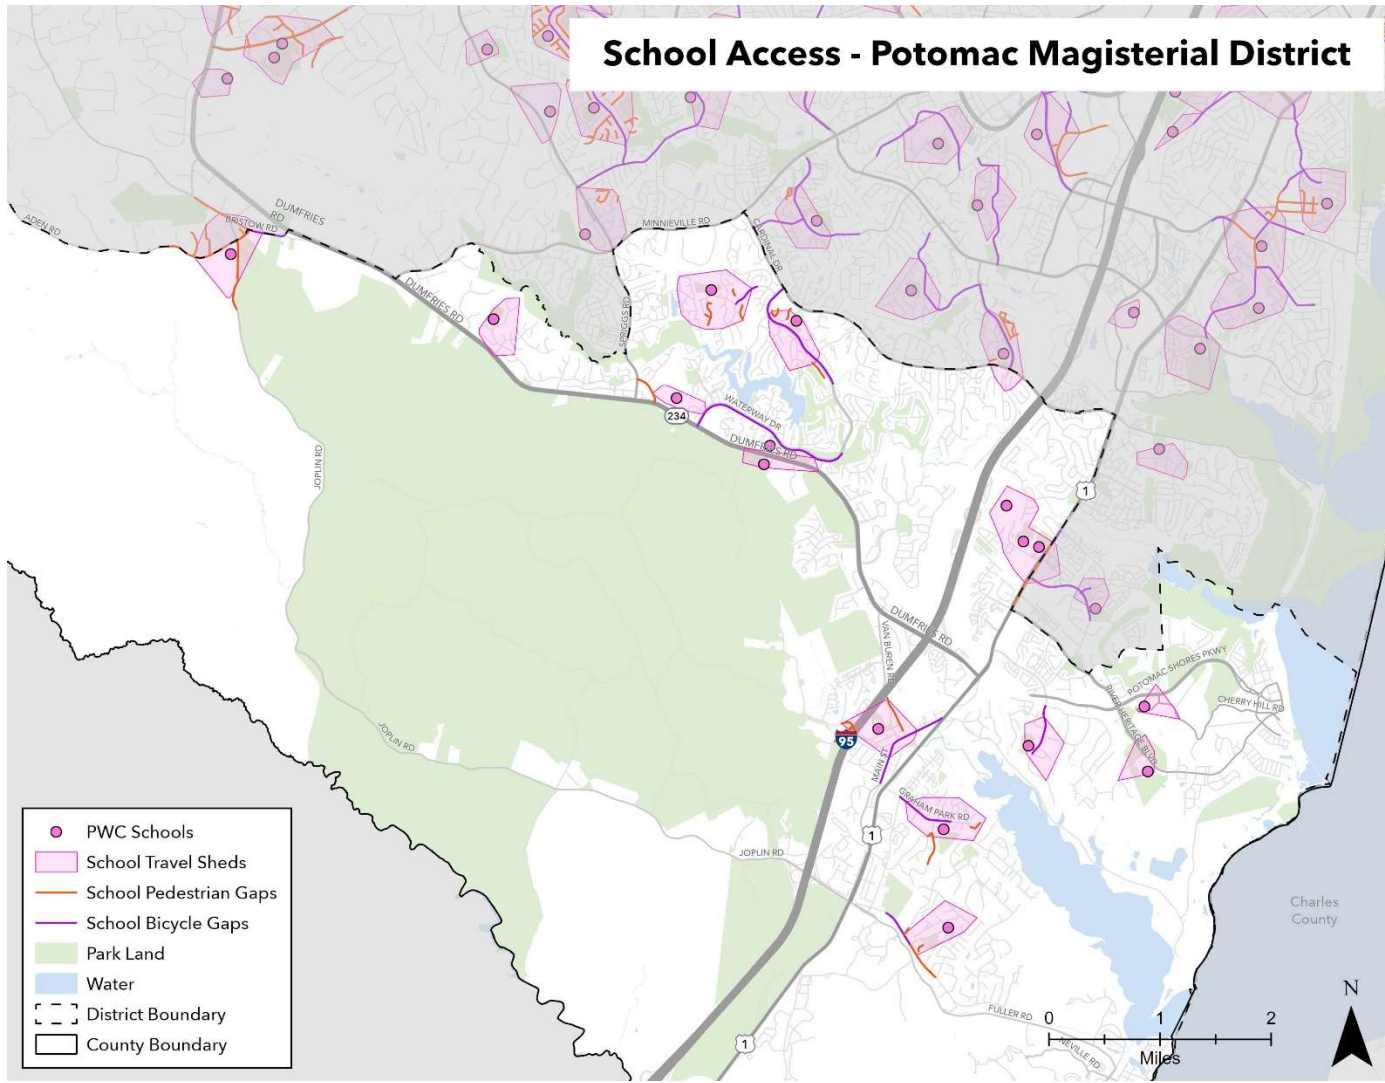 School Access - Potomac Magisterial District
ADEN RD
BRISTOW RD
DUMFRIES
RD
MINNIEVILLE RD
CARDINAL DR
DUMFRIES RD
SPRIGGS RD
WATERWAY DR
234
DUMFRIES RD
JOPLIN RD
1
DUMFRIES RD
VAN BUREN RD
POTOMAC SHORES PKWY
RIVER HERITAGE BLVD
CHERRY HILL RD
JOPLIN RD
95
MAIN ST
GRAHAM PARK RD
1
JOPLIN RD
Charles
County
FULLER RD
NEVILLE RD
1
PWC Schools
School Travel Sheds
School Pedestrian Gaps
School Bicycle Gaps
Park Land
Water
District Boundary
County Boundary
0 1 2
Miles
N